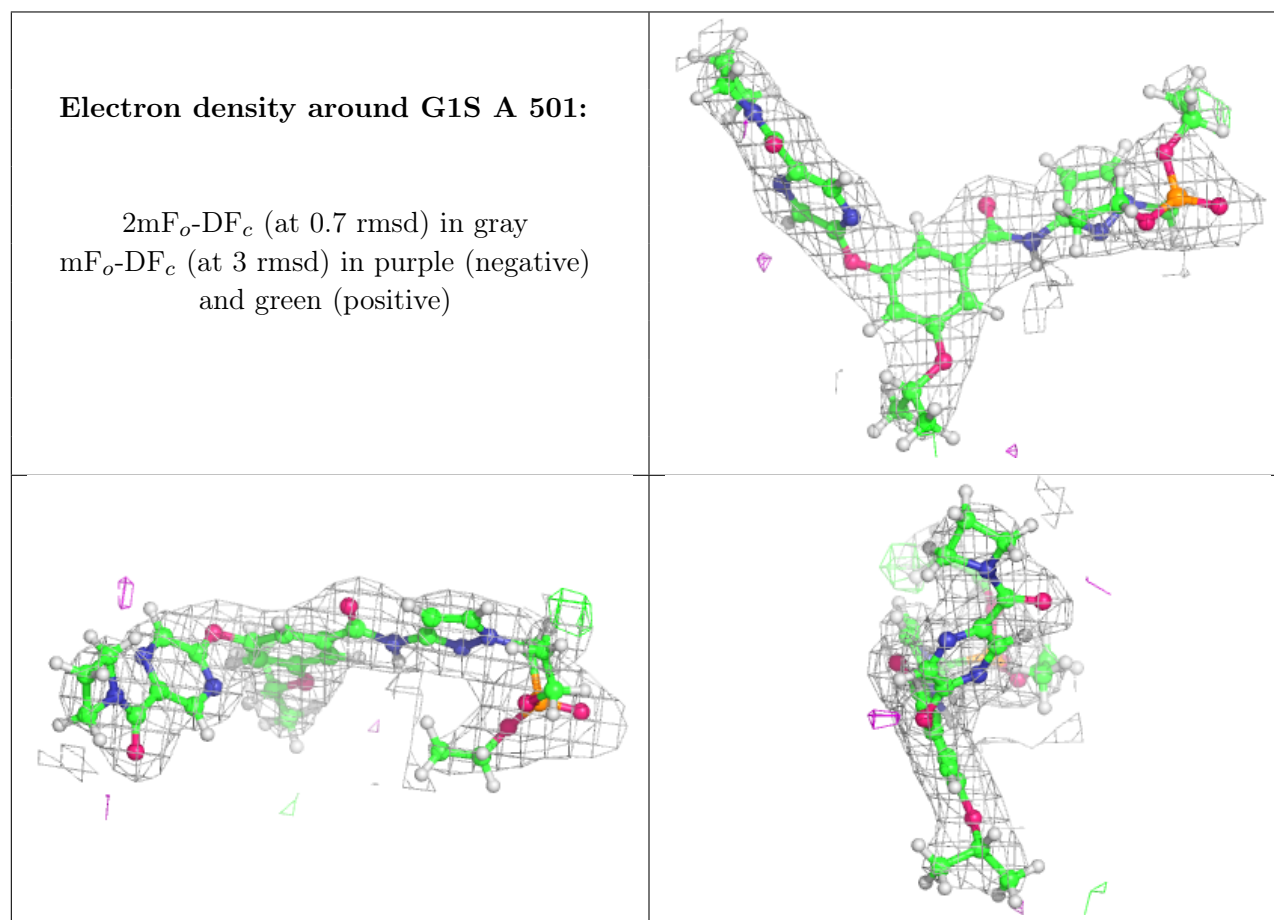 Electron density around G1S A 501:
2mFo-DFc (at 0.7 rmsd) in gray
mFo-DFc (at 3 rmsd) in purple (negative)
and green (positive)